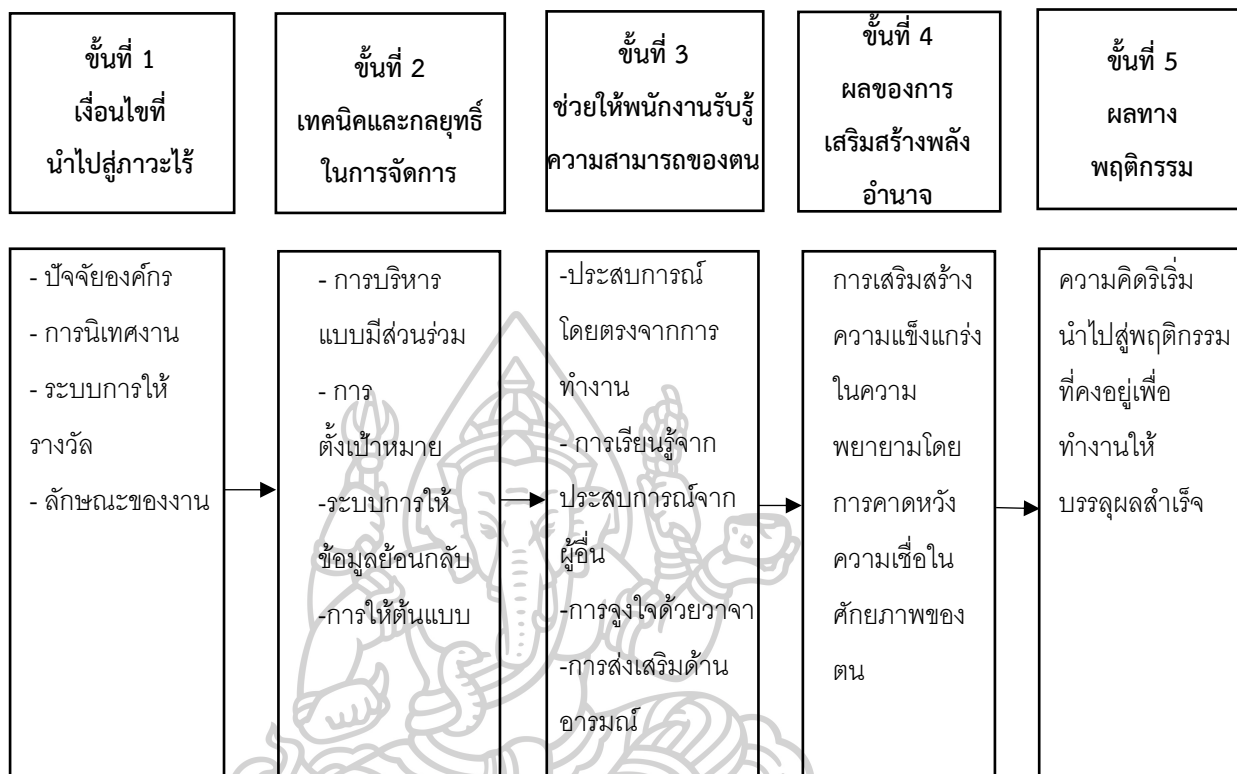 ขั้นที่ 1
เงื่อนไขที่
นำไปสู่ภาวะไร้
ขั้นที่ 2
เทคนิคและกลยุทธิ์
ในการจัดการ
ขั้นที่ 3
ช่วยให้พนักงานรับรู้
ความสามารถของตน
ขั้นที่ 4
ผลของการ
เสริมสร้างพลัง
อำนาจ
ขั้นที่ 5
ผลทาง
พฤติกรรม
- ปัจจัยองค์กร
- การนิเทศงาน
- ระบบการให้
รางวัล
- ลักษณะของงาน
- การบริหาร
แบบมีส่วนร่วม
- การ
ตั้งเป้าหมาย
-ระบบการให้
ข้อมูลย้อนกลับ
-การให้ต้นแบบ
-ประสบการณ์
โดยตรงจากการ
ทำงาน
- การเรียนรู้จาก
ประสบการณ์จาก
ผู้อื่น
-การจูงใจด้วยวาจา
-การส่งเสริมด้าน
อารมณ์
การเสริมสร้าง
ความแข็งแกร่ง
ในความ
พยายามโดย
การคาดหวัง
ความเชื่อใน
ศักยภาพของ
ตน
ความคิดริเริ่ม
นำไปสู่พฤติกรรม
ที่คงอยู่เพื่อ
ทำงานให้
บรรลุผลสำเร็จ